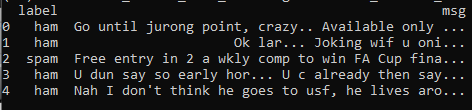 label msg
0 ham Go until jurong point, crazy.. Available only ...
1 ham Ok lar... Joking wif u oni...
2 spam Free entry in 2 a wkly comp to win FA Cup fina...
3 ham U dun say so early hor... U c already then say...
4 ham Nah I don't think he goes to usf, he lives aro...